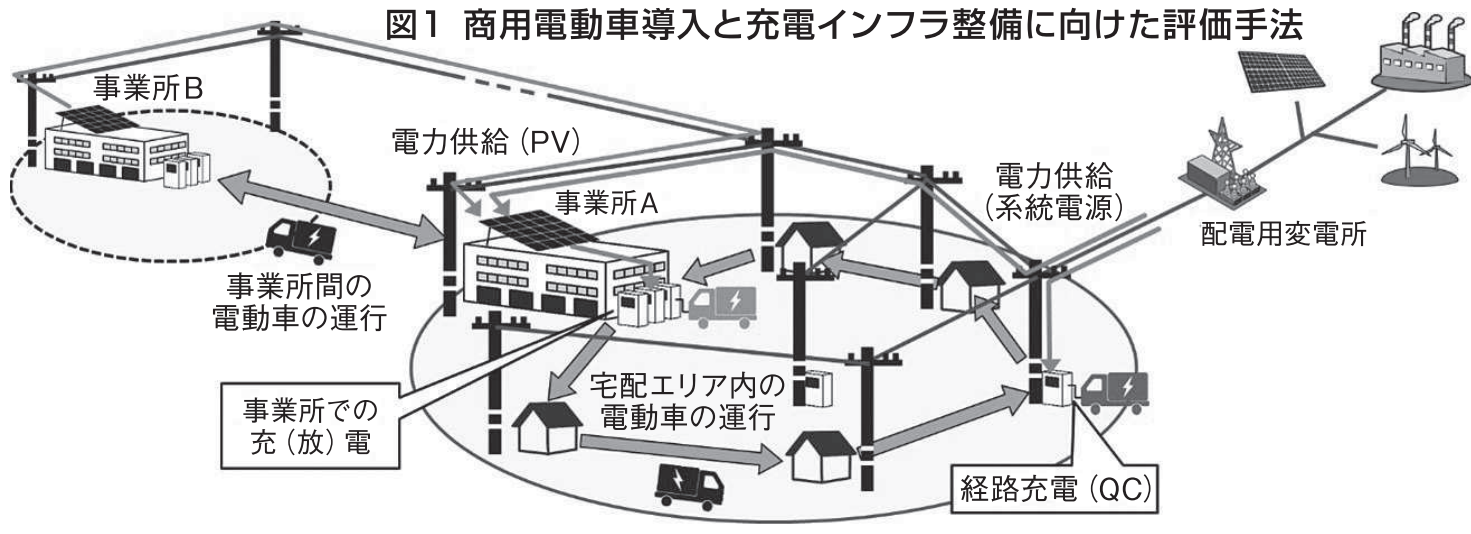 図1 商用電動車導入と充電インフラ整備に向けた評価手法
事業所B
電力供給（PV）
事業所A
電力供給
（系統電源）
配電用変電所
事業所間の
電動車の運行
事業所での
充（放）電
宅配エリア内の
電動車の運行
経路充電（QC）